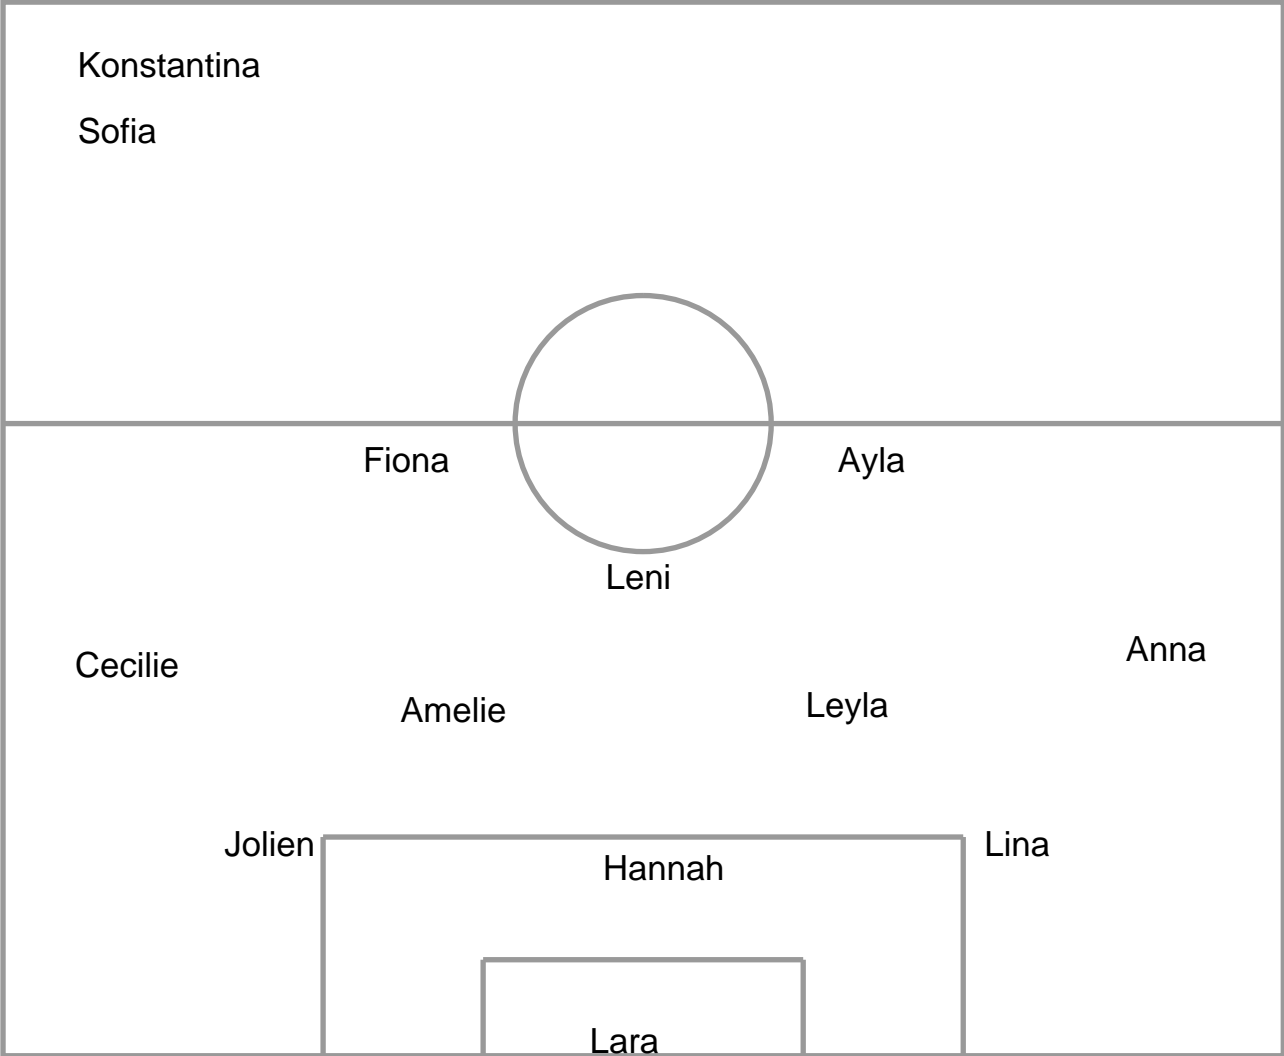 Konstantina
Sofia
Fiona
Ayla
Leni
Cecilie
Anna
Amelie
Leyla
Jolien
Hannah
Lina
Lara